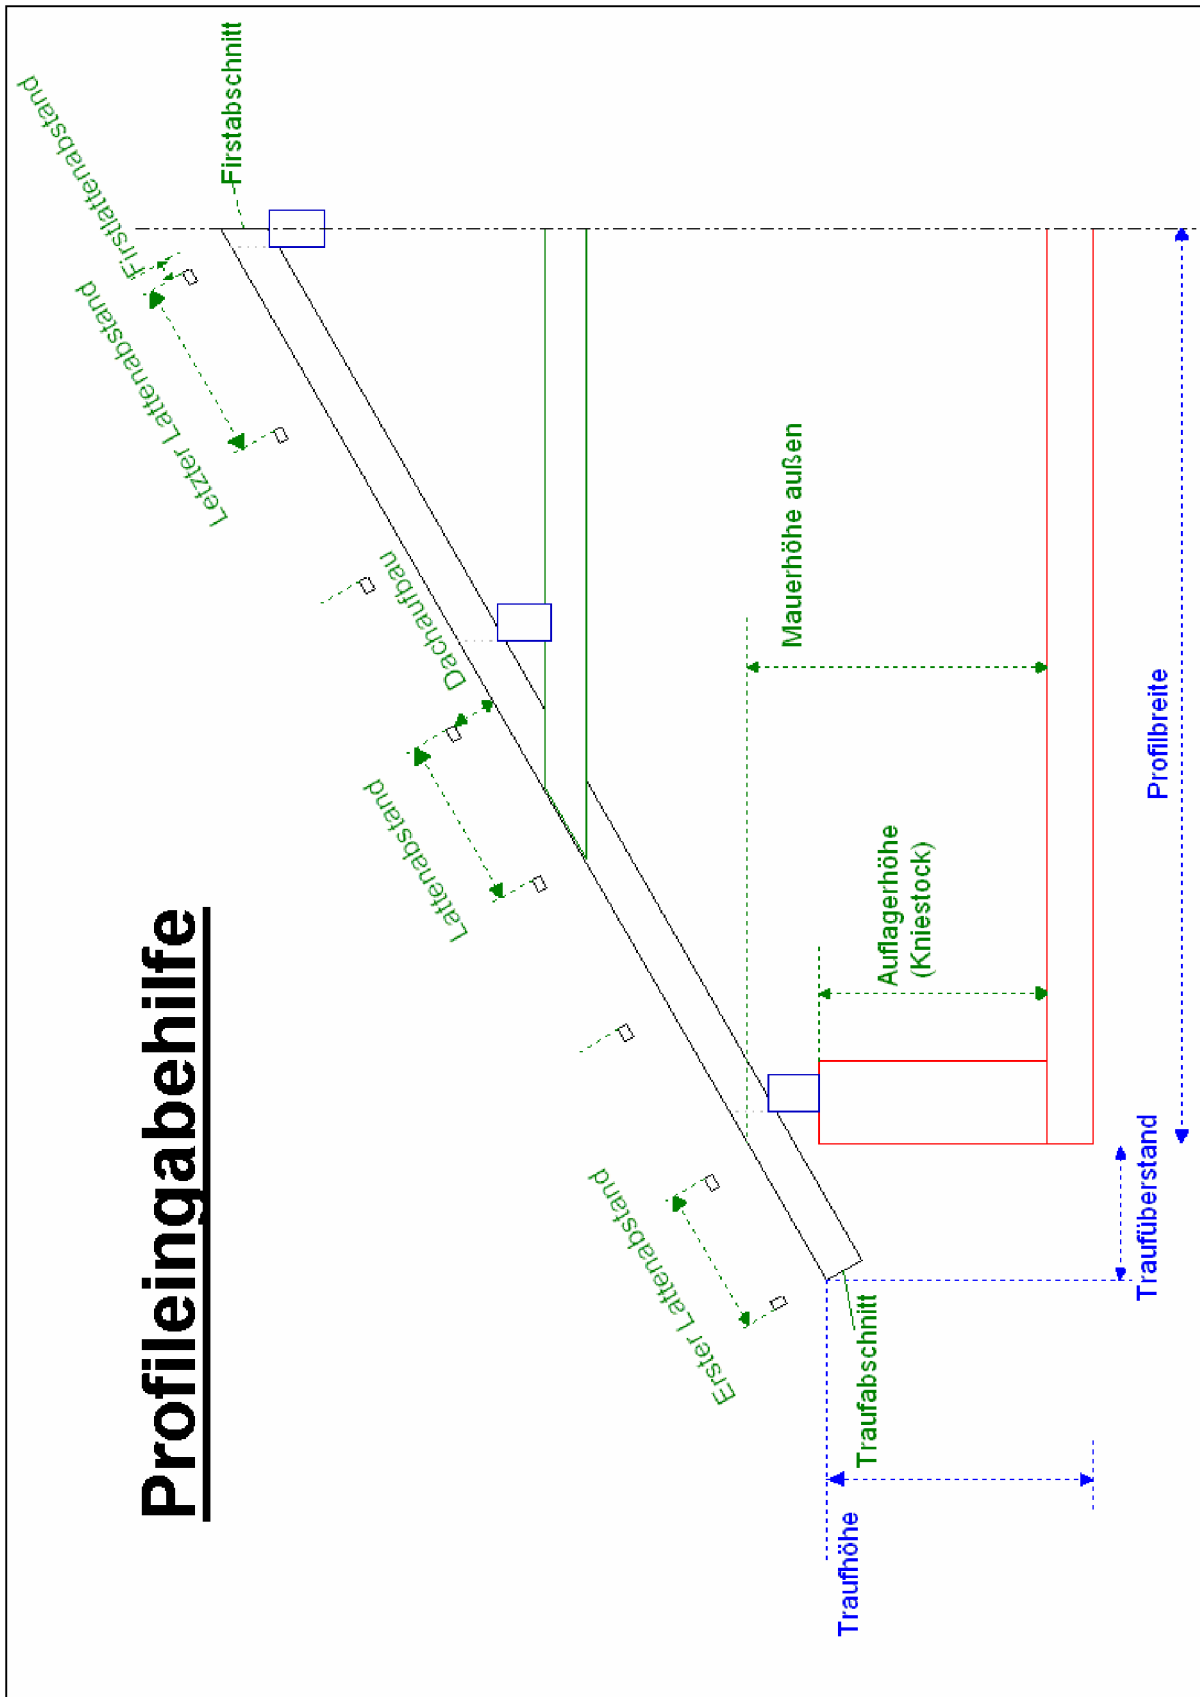 Profileingabehilfe
Firstlattenabstand
Letzter Lattenabstand
Firstabschnitt
Dachaufbau
Lattenabstand
Erster Lattenabstand
Mauerhöhe außen
Auflagerhöhe
(Kniestock)
Traufhöhe
Traufabschnitt
Traufüberstand
Profilbreite